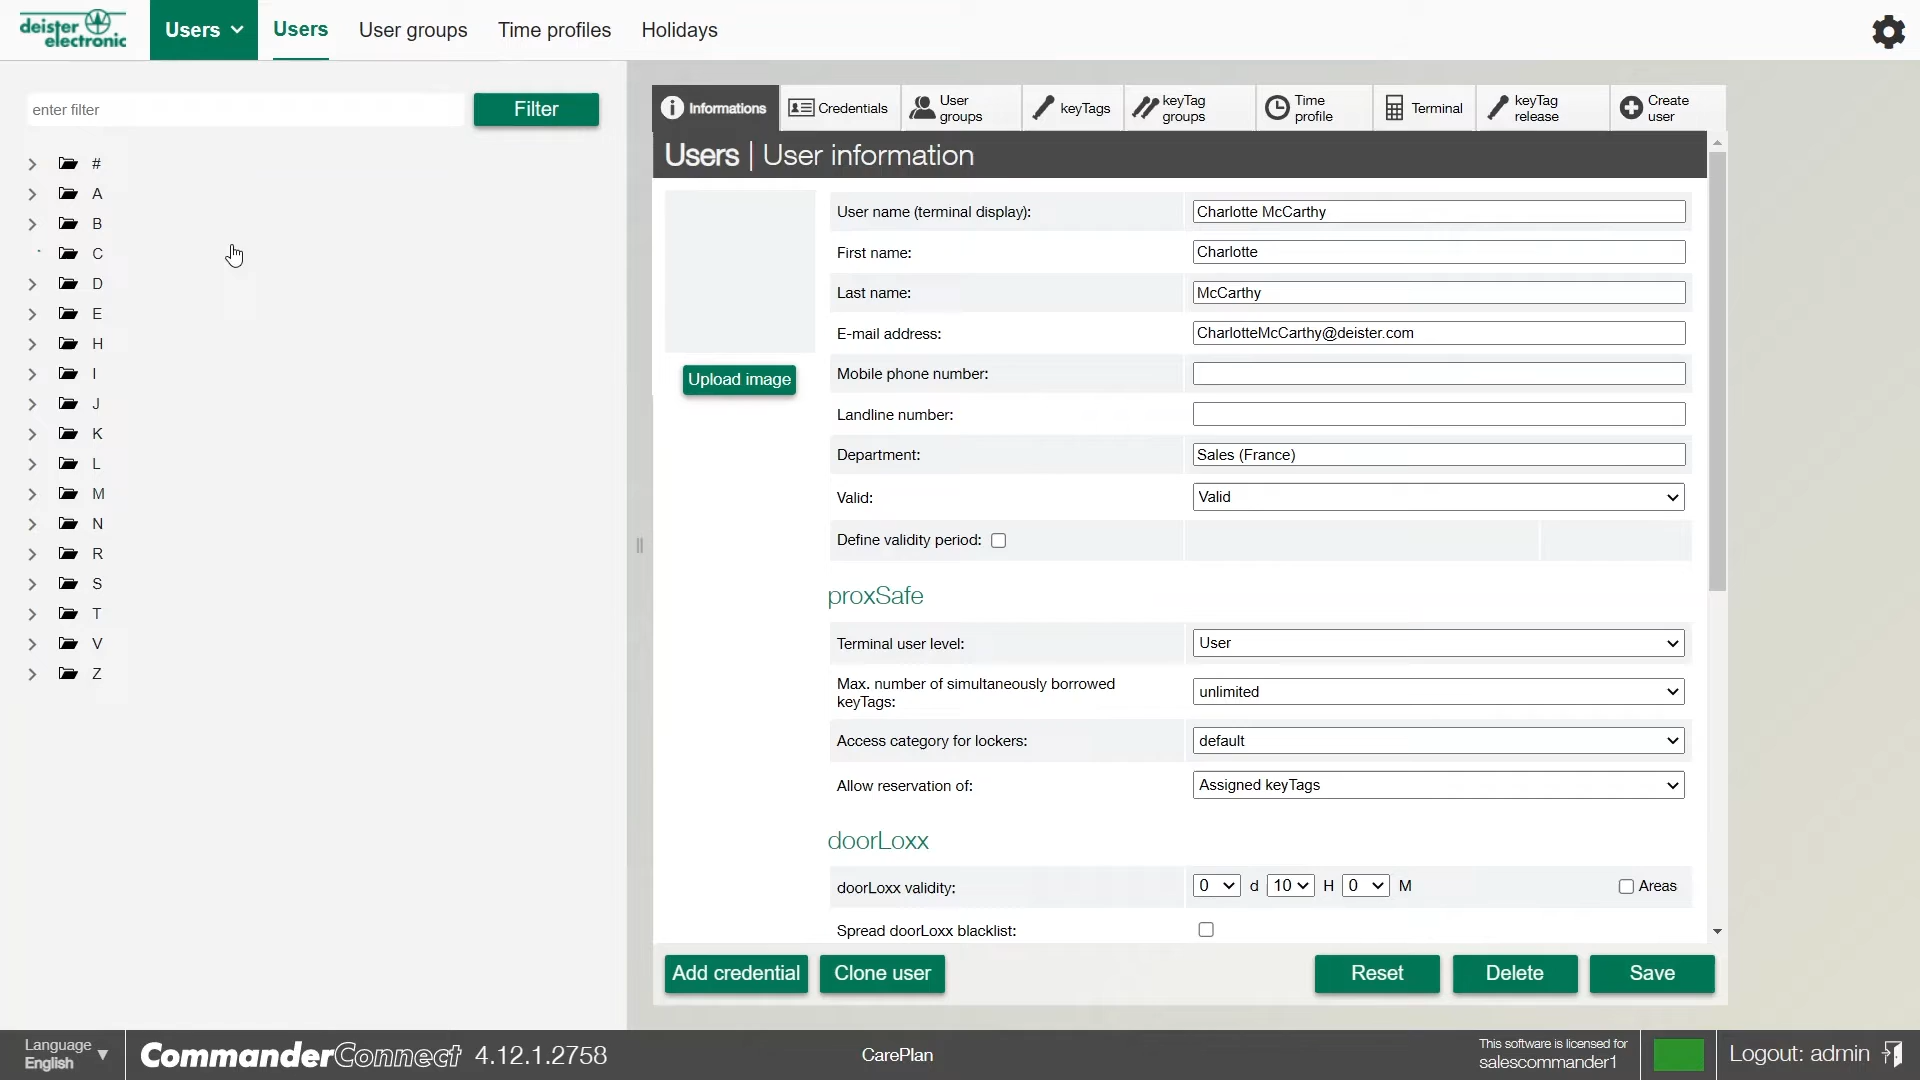 deister
electronic
Users
Users
User groups
Time profiles
Holidays
enter filter
Filter
#
A
B
C
D
E
H
I
J
K
L
M
N
R
S
T
V
Z
Informations
Credentials
User
groups
keyTags
keyTag
groups
Time
profile
Terminal
keyTag
release
Create
user
Users | User information
Upload image
User name (terminal display):
Charlotte McCarthy
First name:
Charlotte
Last name:
McCarthy
E-mail address:
CharlotteMcCarthy@deister.com
Mobile phone number:
Landline number:
Department:
Sales (France)
Valid:
Valid
Define validity period:
proxSafe
Terminal user level:
User
Max. number of simultaneously borrowed
keyTags:
unlimited
Access category for lockers:
default
Allow reservation of:
Assigned keyTags
doorLoxx
doorLoxx validity:
0 d 10 H 0 M
Areas
Spread doorLoxx blacklist:
Add credential
Clone user
Reset
Delete
Save
Language
English
CommanderConnect 4.12.1.2758
CarePlan
This software is licensed for
salescommander1
Logout: admin